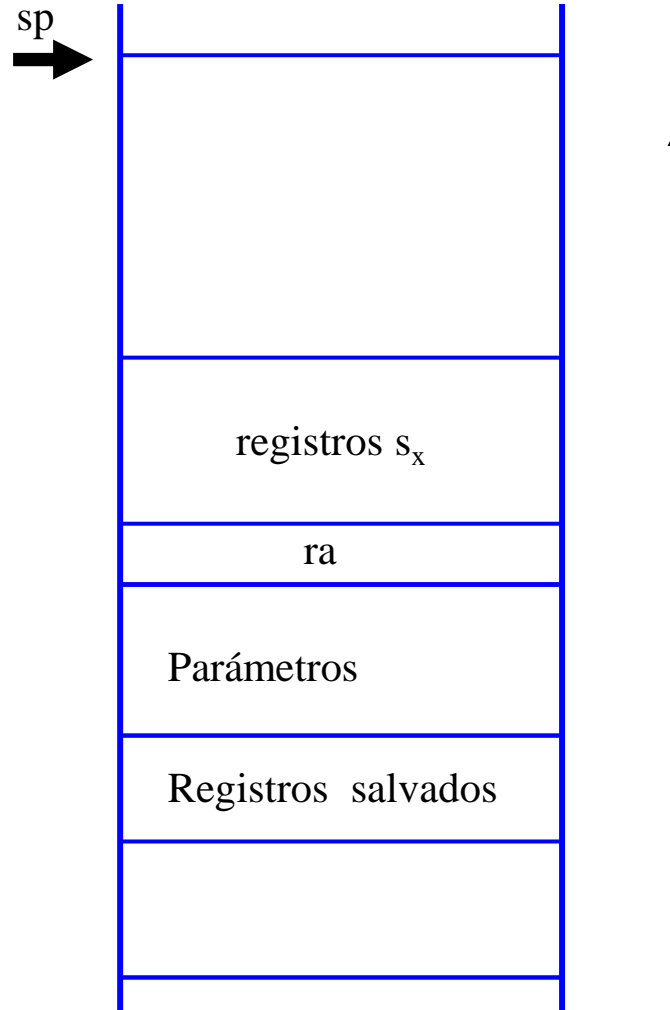 sp
registros sₓ
ra
Parámetros
Registros salvados